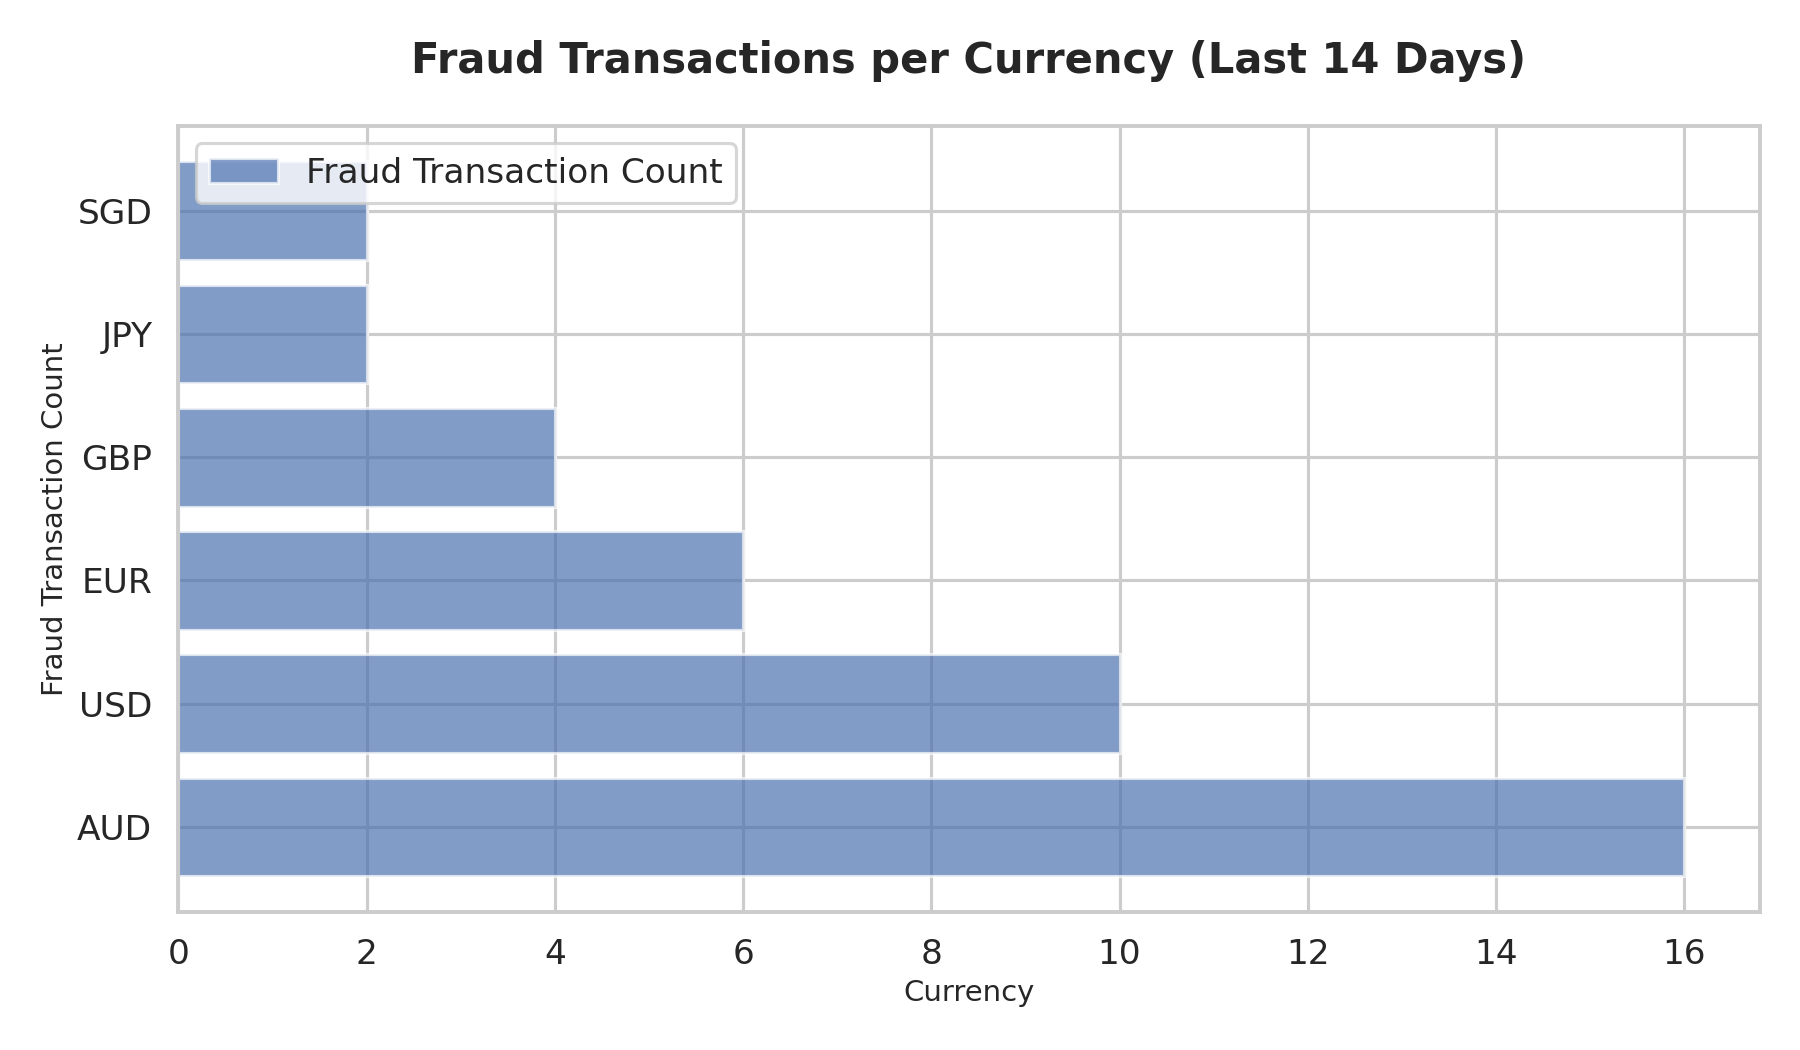 Fraud Transactions per Currency (Last 14 Days)
Fraud Transaction Count
SGD
JPY
GBP
EUR
USD
AUD
Fraud Transaction Count
0 2 4 6 8 10 12 14 16
Currency